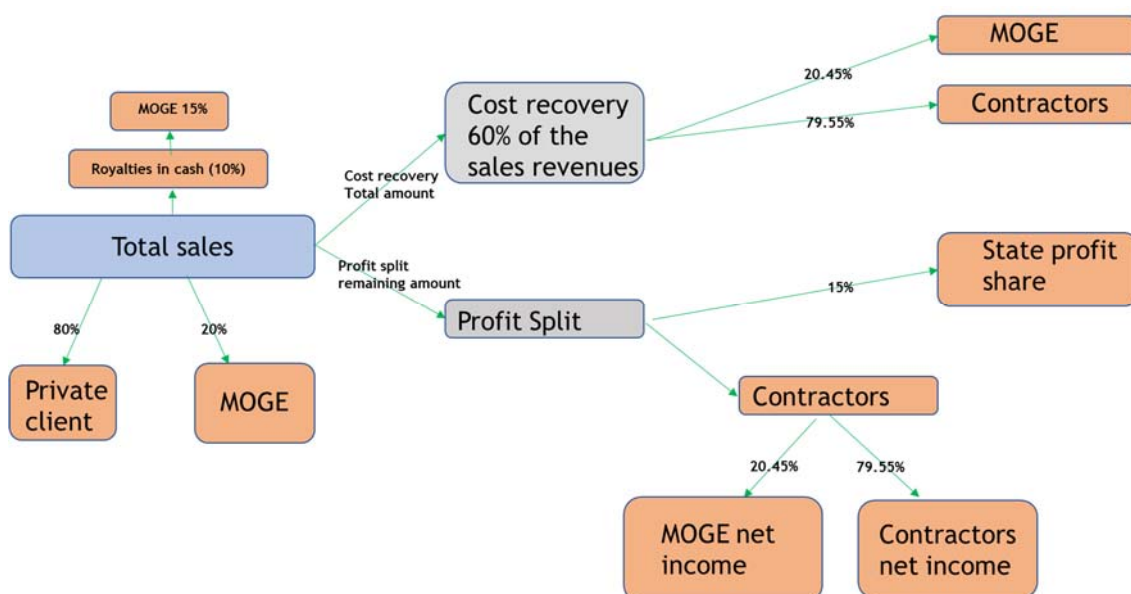 MOGE
20.45%
Cost recovery
60% of the
sales revenues
Contractors
79.55%
MOGE 15%
Royalties in cash (10%)
Cost recovery
Total amount
Total sales
Profit split
remaining amount
State profit
share
15%
Profit Split
80%
20%
Private
client
MOGE
Contractors
20.45%
79.55%
MOGE net
income
Contractors
net income